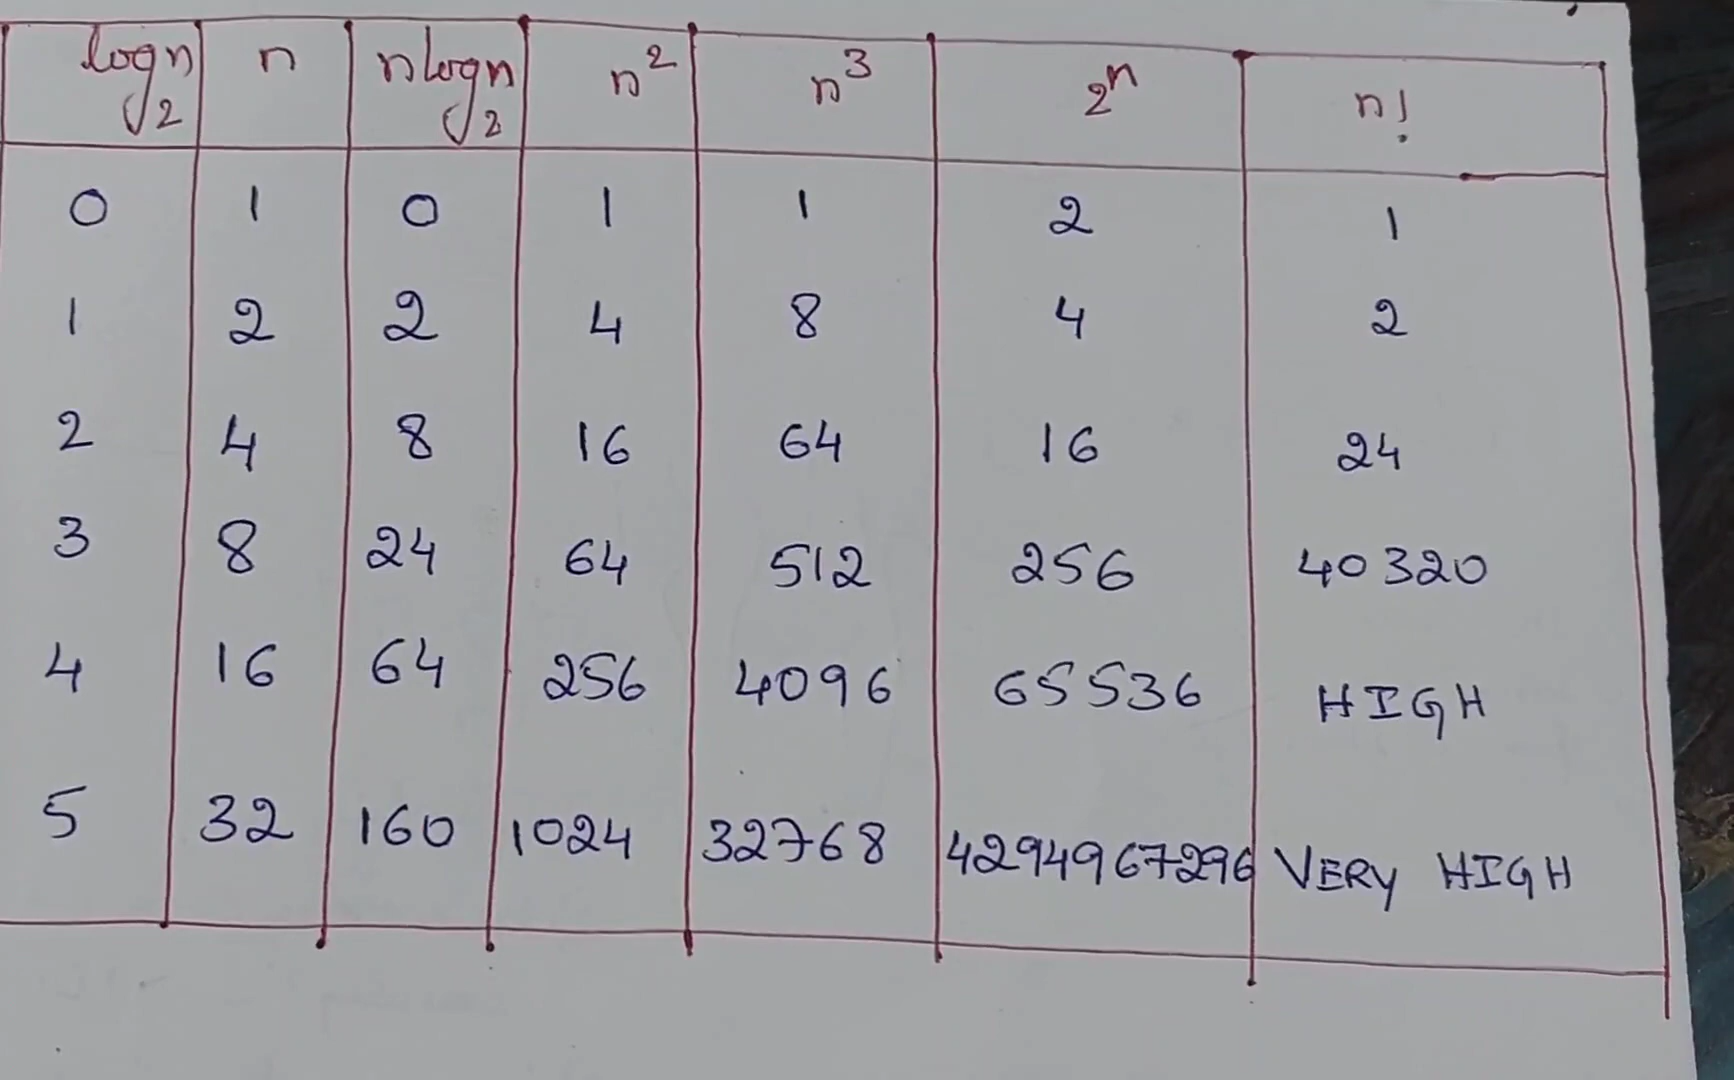 log₂n n nlog₂n n² n³ 2ⁿ n!
0 1 0 1 1 2 1
1 2 2 4 8 4 2
2 4 8 16 64 16 24
3 8 24 64 512 256 40320
4 16 64 256 4096 65536 HIGH
5 32 160 1024 32768 4294967296 VERY HIGH